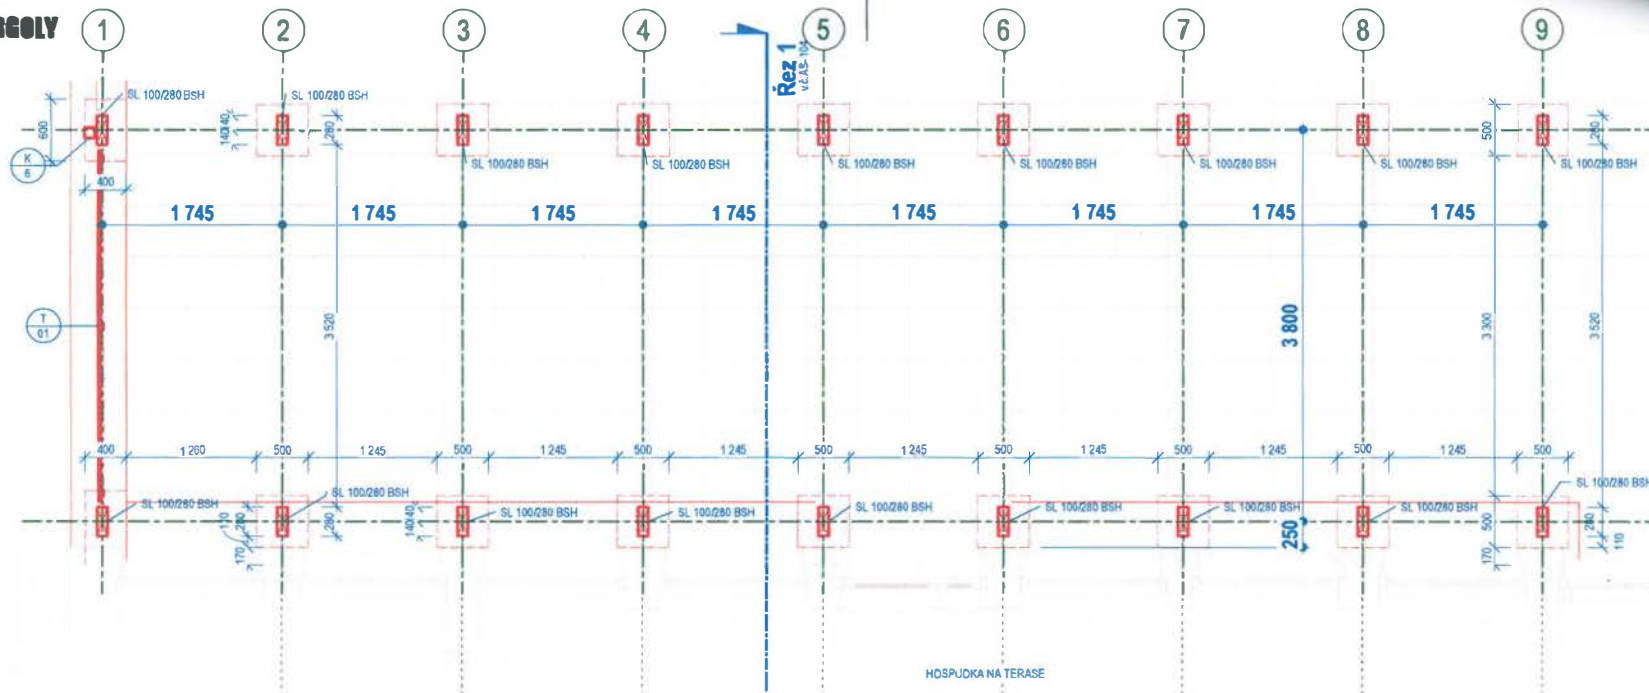 RGOLY
1 2 3 4 5 6 7 8 9
Řez 1
v.č.AS-104
SL 100/280 BSH
SL 100/280 BSH
600
140 140
280
500
280
K
6
SL 100/280 BSH
SL 100/280 BSH
SL 100/280 BSH
SL 100/280 BSH
SL 100/280 BSH
SL 100/280 BSH
SL 100/280 BSH
400
1 745 1 745 1 745 1 745 1 745 1 745 1 745 1 745
T
01
3 520
3 800
3 300
3 520
400 1 260 500 1 245 500 1 245 500 1 245 500 1 245 500 1 245 500 1 245 500 1 245 500
SL 100/280 BSH
SL 100/280 BSH
SL 100/280 BSH
SL 100/280 BSH
SL 100/280 BSH
SL 100/280 BSH
SL 100/280 BSH
SL 100/280 BSH
SL 100/280 BSH
110
280
170
280
140 140
250
500
170
280
110
HOSPŮDKA NA TERASE